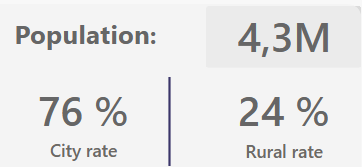 Population: 4,3M
76 % 24 %
City rate Rural rate